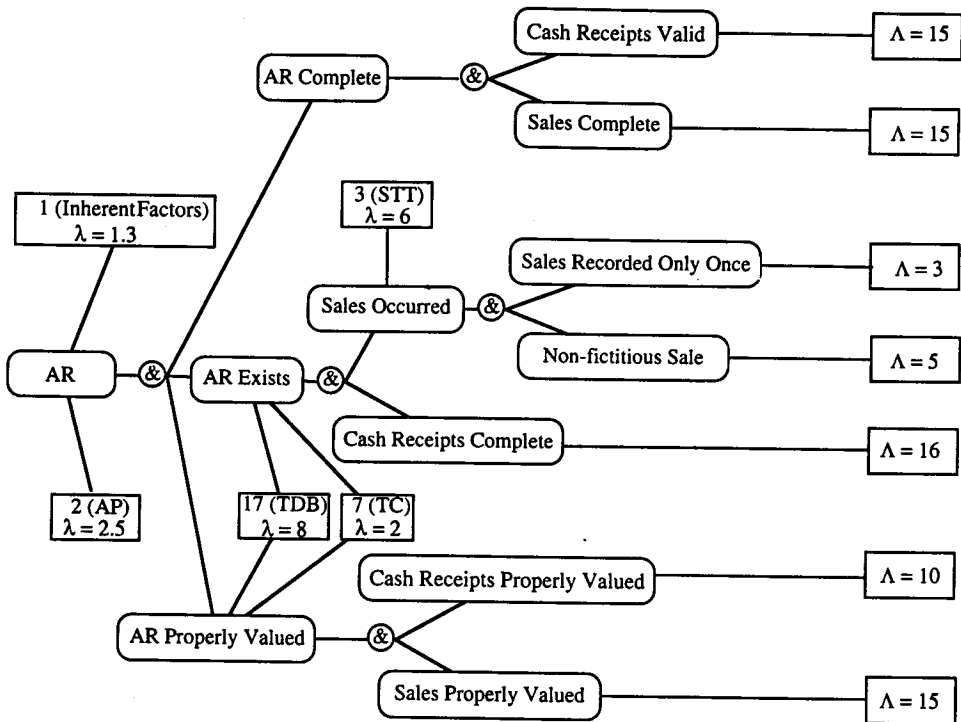 Cash Receipts Valid
Λ = 15
AR Complete
&
Sales Complete
Λ = 15
3 (STT)
λ = 6
1 (InherentFactors)
λ = 1.3
Sales Recorded Only Once
Λ = 3
Sales Occurred
&
Non-fictitious Sale
Λ = 5
AR
&
AR Exists
&
Cash Receipts Complete
Λ = 16
2 (AP)
λ = 2.5
17 (TDB)
λ = 8
7 (TC)
λ = 2
Cash Receipts Properly Valued
Λ = 10
AR Properly Valued
&
Sales Properly Valued
Λ = 15